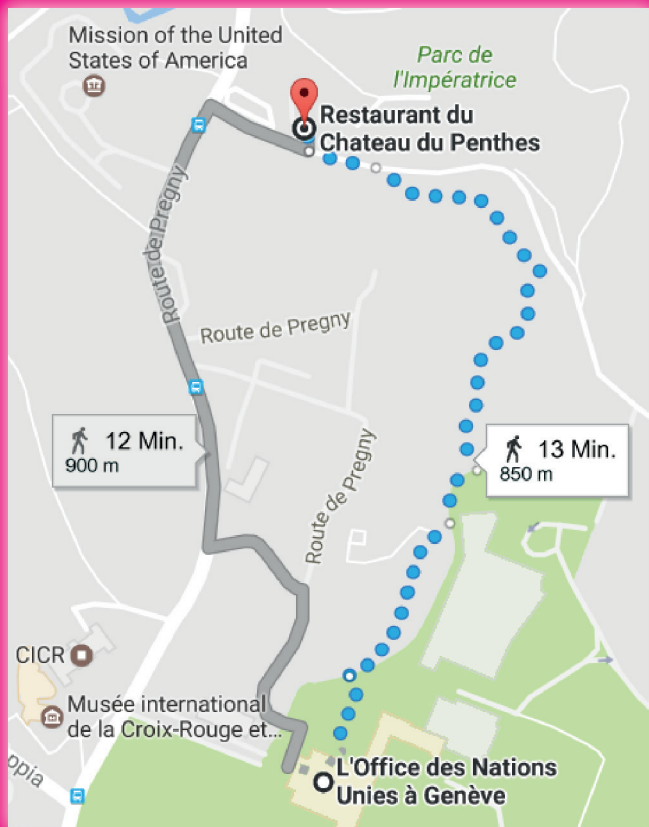 Mission of the United
States of America
Parc de
l'Impératrice
Restaurant du
Chateau du Penthes
Route de Pregny
Route de Pregny
12 Min.
900 m
13 Min.
850 m
Route de Pregny
CICR
Musée international
de la Croix-Rouge et...
L'Office des Nations
Unies à Genève
opia